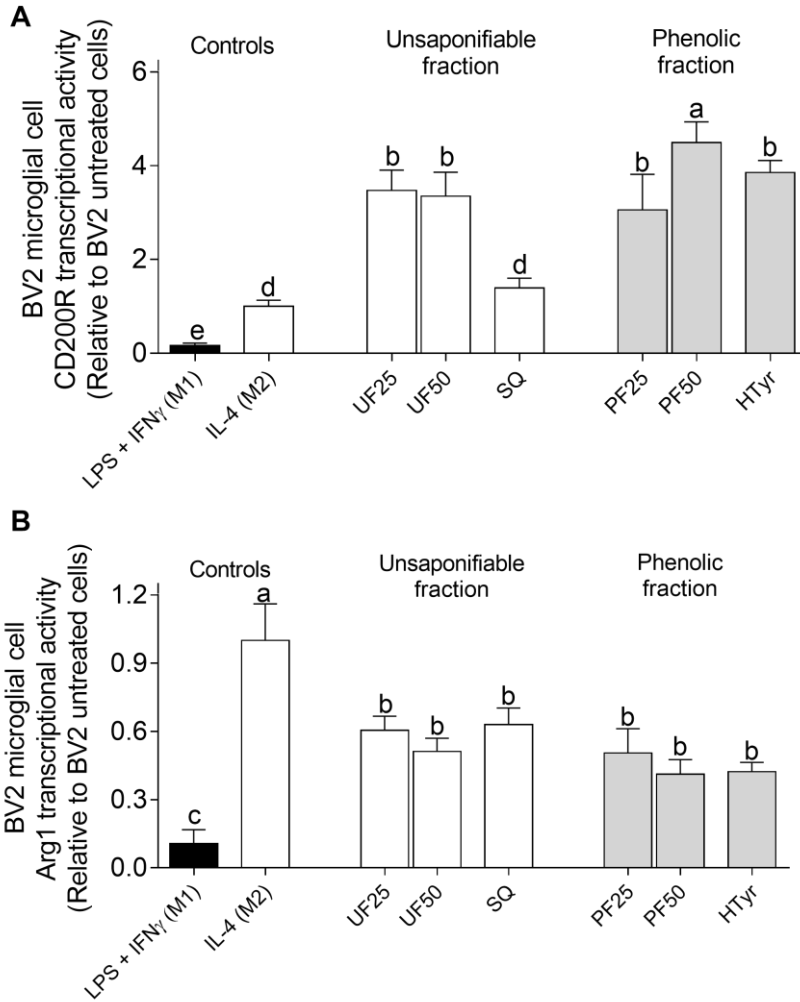 A
Controls
Unsaponifiable
fraction
Phenolic
fraction
BV2 microglial cell
CD200R transcriptional activity
(Relative to BV2 untreated cells)
6
4
2
0
e
d
b
b
d
b
a
b
LPS + IFNγ (M1)
IL-4 (M2)
UF25
UF50
SQ
PF25
PF50
HTyr
B
Controls
Unsaponifiable
fraction
Phenolic
fraction
BV2 microglial cell
Arg1 transcriptional activity
(Relative to BV2 untreated cells)
1.2
0.9
0.6
0.3
0.0
c
a
b
b
b
b
b
b
LPS + IFNγ (M1)
IL-4 (M2)
UF25
UF50
SQ
PF25
PF50
HTyr